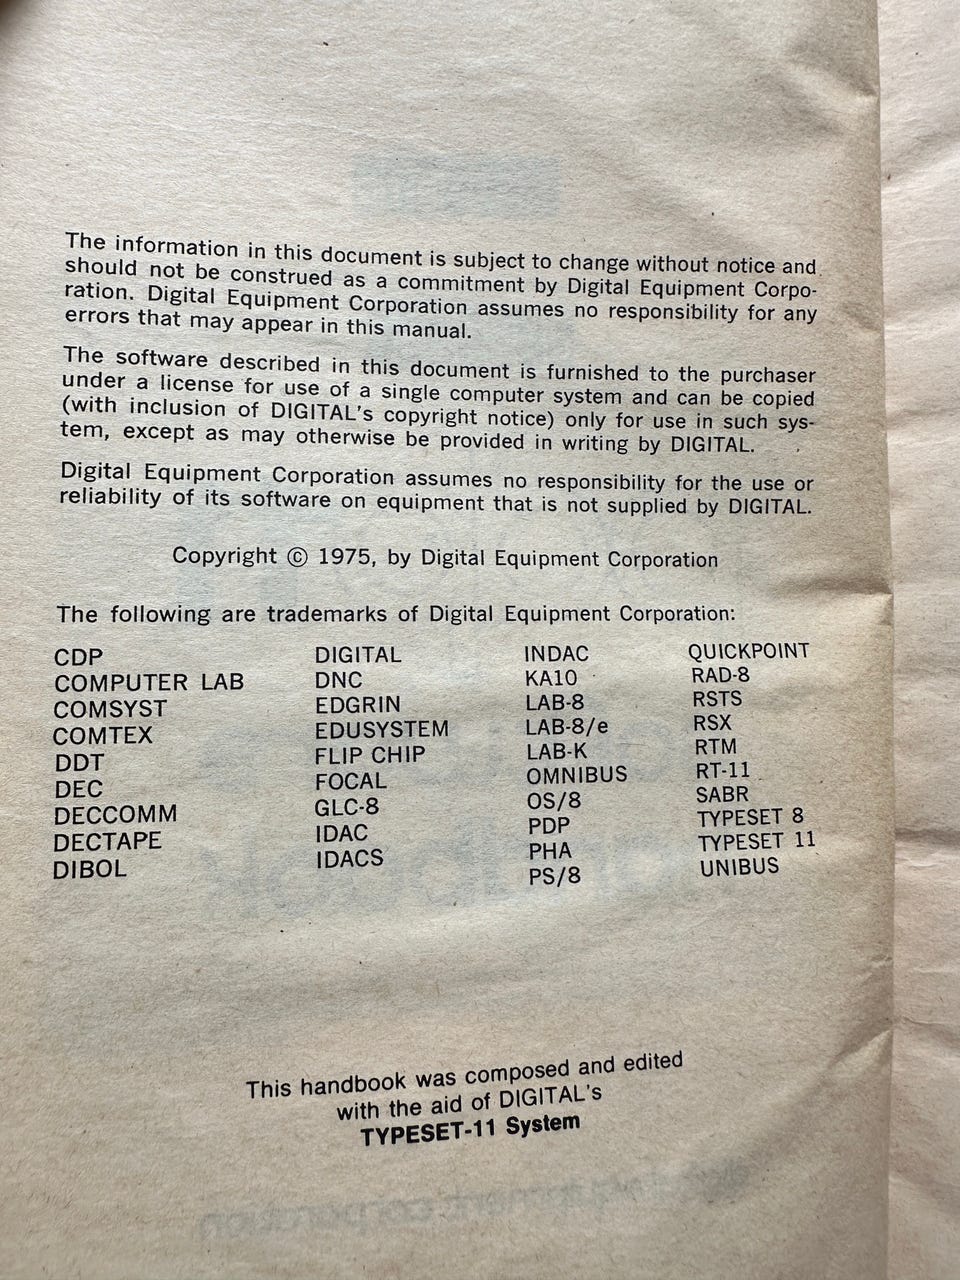 The information in this document is subject to change without notice and
should not be construed as a commitment by Digital Equipment Corpo-
ration. Digital Equipment Corporation assumes no responsibility for any
errors that may appear in this manual.
The software described in this document is furnished to the purchaser
under a license for use of a single computer system and can be copied
(with inclusion of DIGITAL's copyright notice) only for use in such sys-
tem, except as may otherwise be provided in writing by DIGITAL.
Digital Equipment Corporation assumes no responsibility for the use or
reliability of its software on equipment that is not supplied by DIGITAL.
Copyright © 1975, by Digital Equipment Corporation
The following are trademarks of Digital Equipment Corporation:
CDP
COMPUTER LAB
COMSYST
COMTEX
DDT
DEC
DECCOMM
DECTAPE
DIBOL
DIGITAL
DNC
EDGRIN
EDUSYSTEM
FLIP CHIP
FOCAL
GLC-8
IDAC
IDACS
INDAC
KA10
LAB-8
LAB-8/e
LAB-K
OMNIBUS
OS/8
PDP
PHA
PS/8
QUICKPOINT
RAD-8
RSTS
RSX
RTM
RT-11
SABR
TYPESET 8
TYPESET 11
UNIBUS
This handbook was composed and edited
with the aid of DIGITAL's
TYPESET-11 System